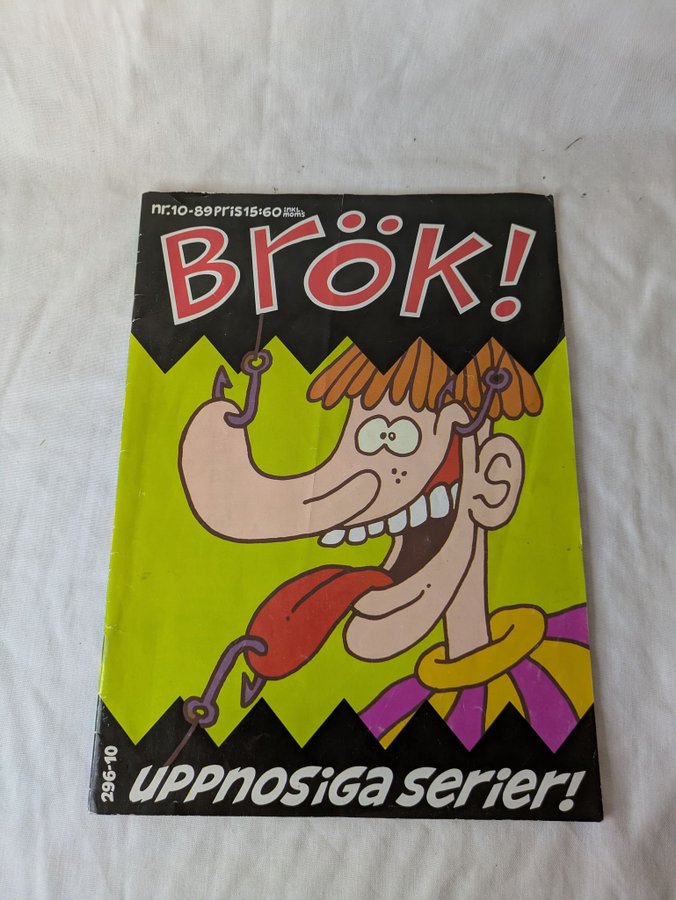 nr.10-89 Pris 15:60 inkl. moms
Brök!
296-10
uppnosiga serier!